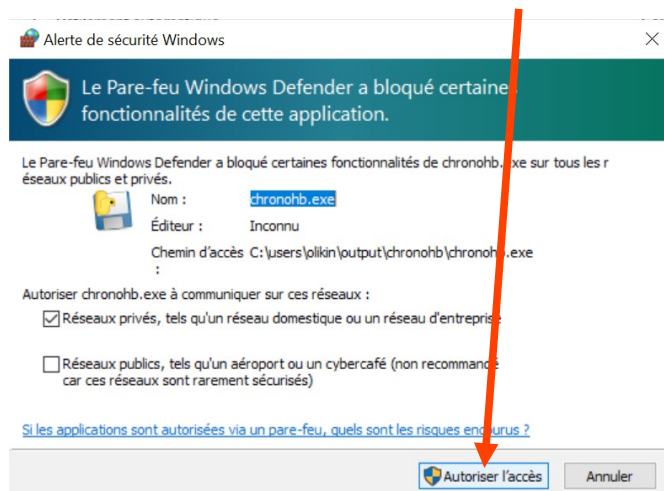 Alerte de sécurité Windows
Le Pare-feu Windows Defender a bloqué certaines
fonctionnalités de cette application.
Le Pare-feu Windows Defender a bloqué certaines fonctionnalités de chronohb.exe sur tous les r
éseaux publics et privés.
Nom : chronohb.exe
Éditeur : Inconnu
Chemin d'accès C:\users\olikin\output\chronohb\chronohb.exe
:
Autoriser chronohb.exe à communiquer sur ces réseaux :
Réseaux privés, tels qu'un réseau domestique ou un réseau d'entreprise
Réseaux publics, tels qu'un aéroport ou un cybercafé (non recommandé
car ces réseaux sont rarement sécurisés)
Si les applications sont autorisées via un pare-feu, quels sont les risques encourus ?
Autoriser l'accès Annuler